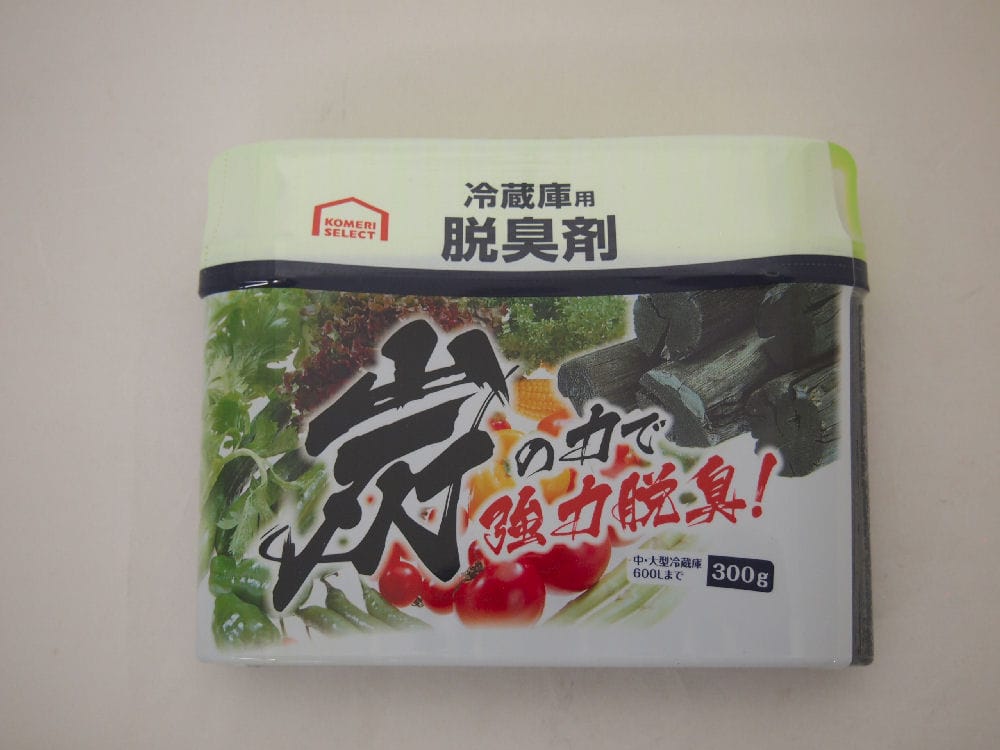 KOMERI
SELECT
冷蔵庫用
脱臭剤
炭の力で
強力脱臭!
中・大型冷蔵庫
600Lまで
300g